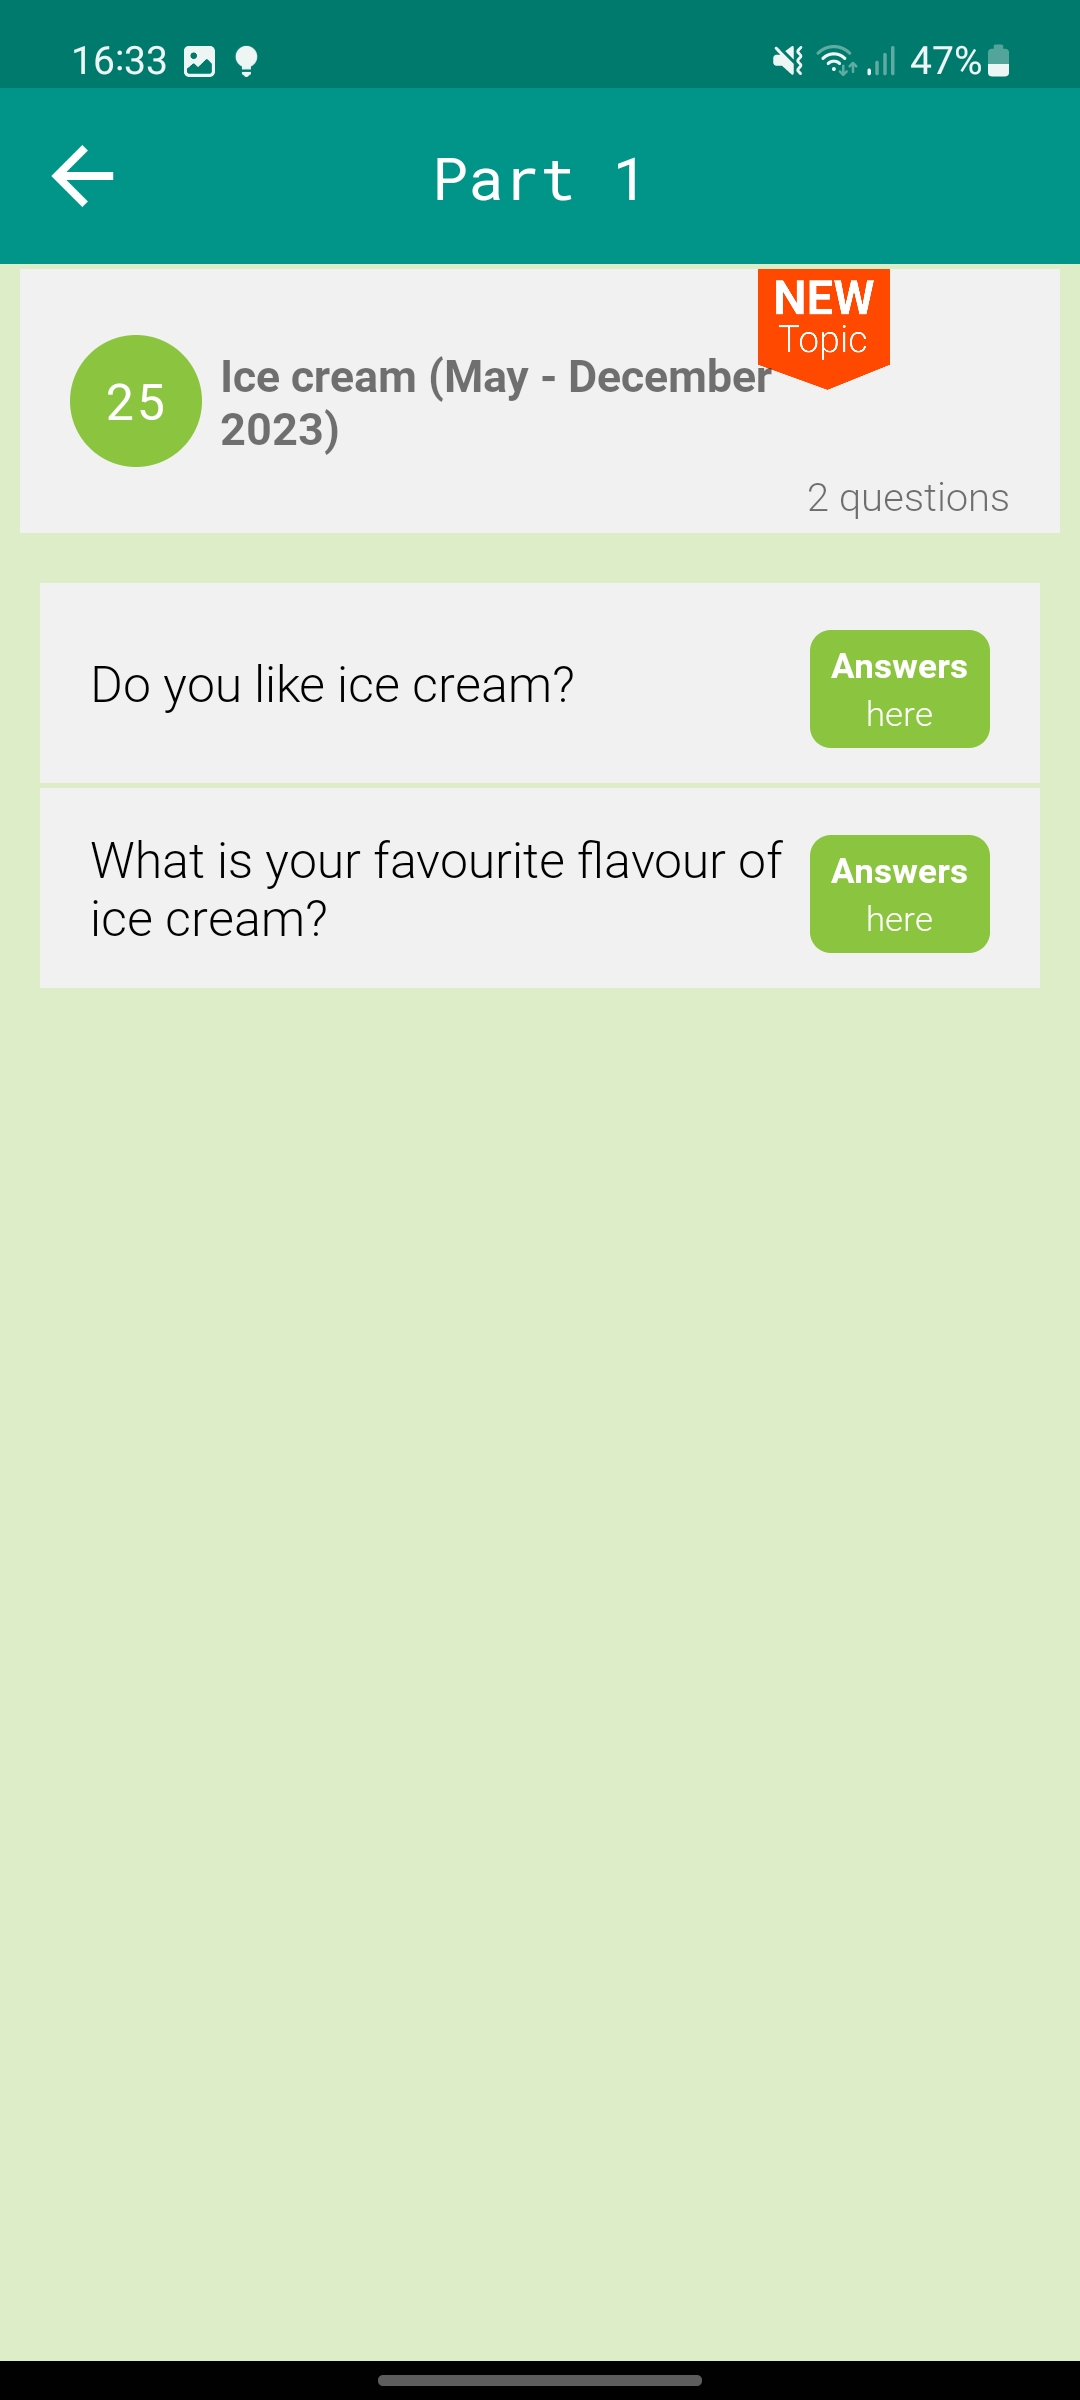 16:33
47%
Part 1
NEW
Topic
25
Ice cream (May - December
2023)
2 questions
Do you like ice cream?
Answers
here
What is your favourite flavour of
ice cream?
Answers
here